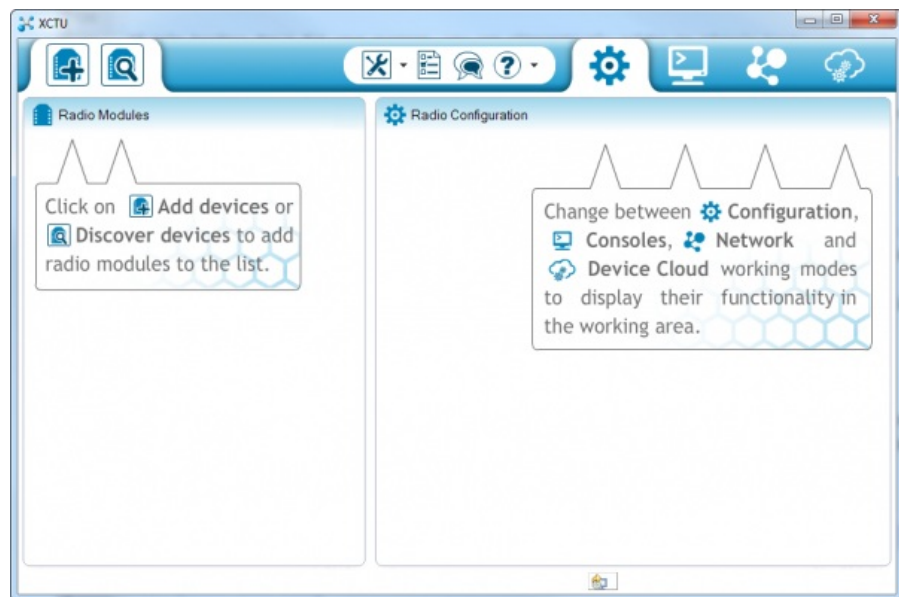 XCTU
Radio Modules
Radio Configuration
Click on Add devices or
Discover devices to add
radio modules to the list.
Change between Configuration,
Consoles, Network and
Device Cloud working modes
to display their functionality in
the working area.